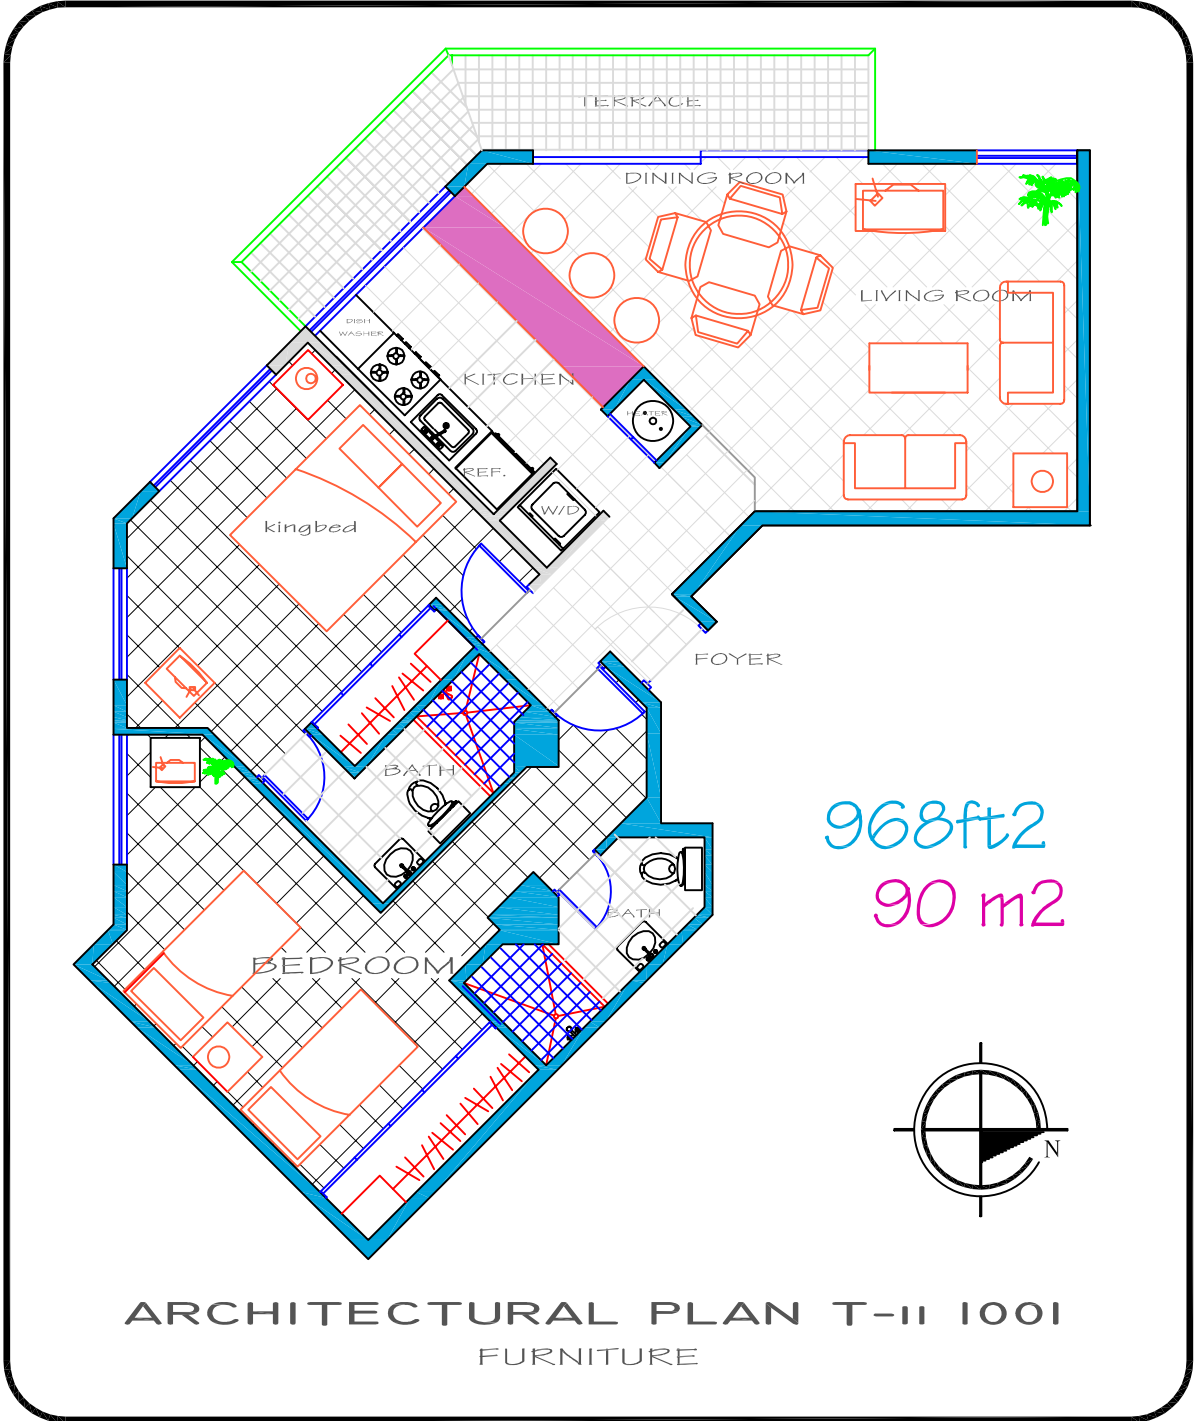 TERRACE
DINING ROOM
LIVING ROOM
DISH
WASHER
KITCHEN
HEATER
REF.
W/D
kingbed
FOYER
BATH
968ft2
90 m2
BATH
BEDROOM
N
ARCHITECTURAL PLAN T-11 1001
FURNITURE